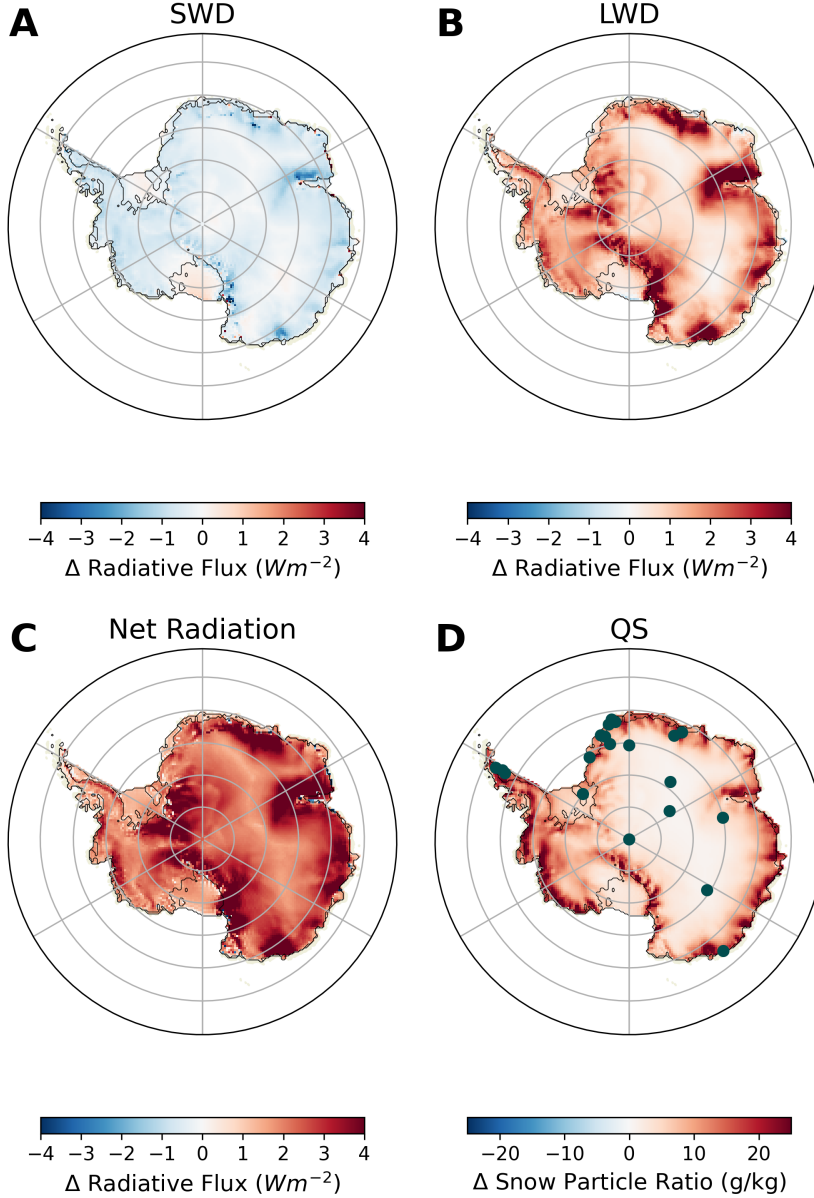 A SWD
B LWD
−4 −3 −2 −1 0 1 2 3 4
Δ Radiative Flux (Wm⁻²)
−4 −3 −2 −1 0 1 2 3 4
Δ Radiative Flux (Wm⁻²)
C Net Radiation
D QS
−4 −3 −2 −1 0 1 2 3 4
Δ Radiative Flux (Wm⁻²)
−20 −10 0 10 20
Δ Snow Particle Ratio (g/kg)